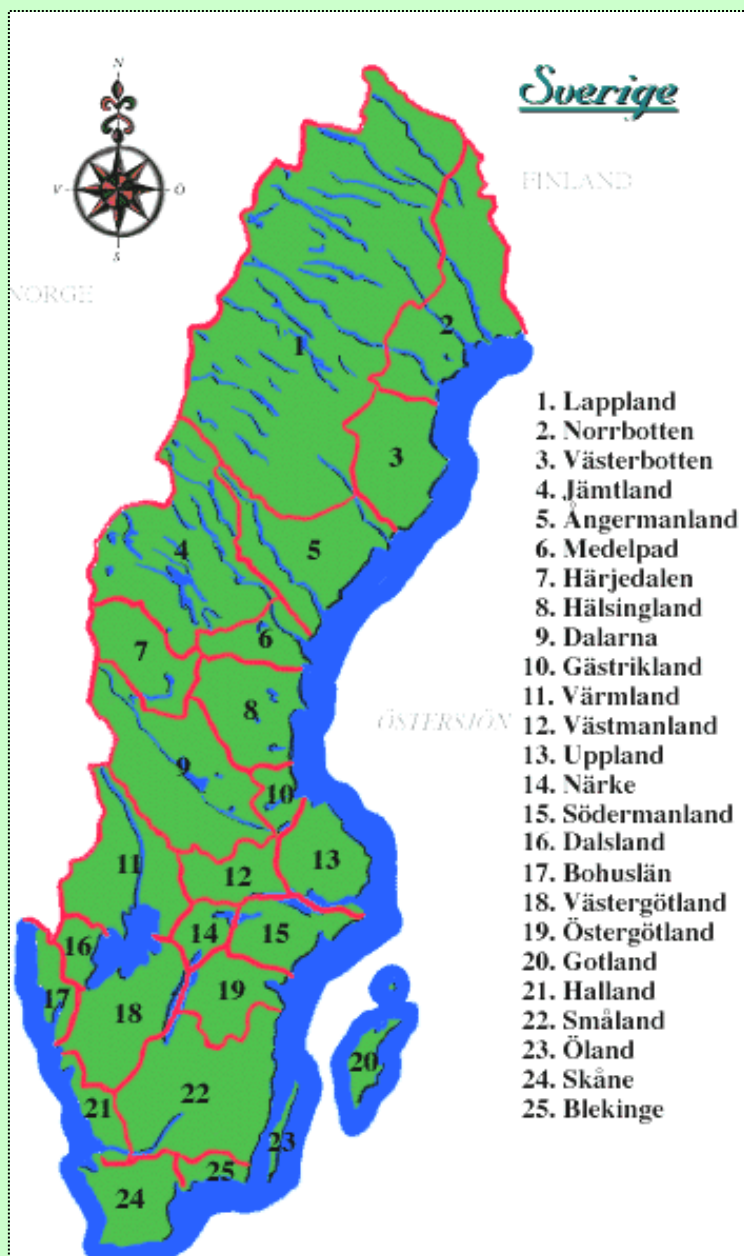 Sverige
N
V
O
S
FINLAND
NORGE
ÖSTERSJÖN
1. Lappland
2. Norrbotten
3. Västerbotten
4. Jämtland
5. Ångermanland
6. Medelpad
7. Härjedalen
8. Hälsingland
9. Dalarna
10. Gästrikland
11. Värmland
12. Västmanland
13. Uppland
14. Närke
15. Södermanland
16. Dalsland
17. Bohuslän
18. Västergötland
19. Östergötland
20. Gotland
21. Halland
22. Småland
23. Öland
24. Skåne
25. Blekinge
1
2
3
4
5
6
7
8
9
10
11
12
13
14
15
16
17
18
19
20
21
22
23
24
25